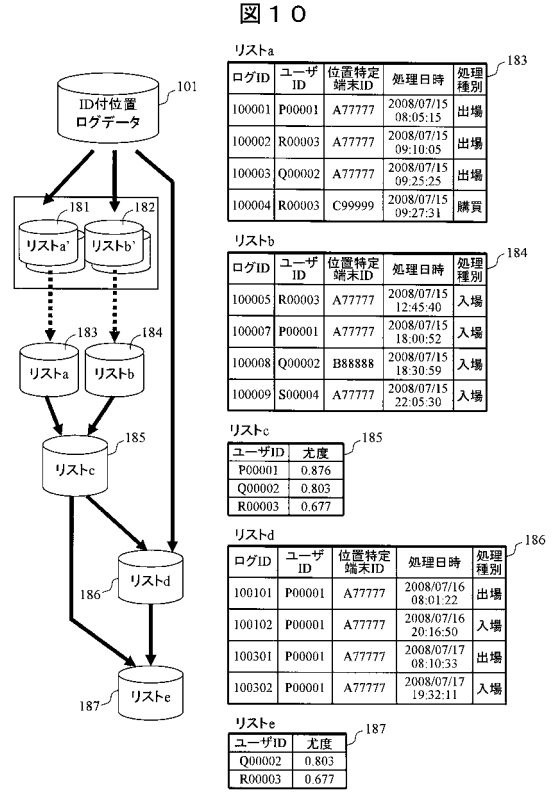 図10
101
ID付位置
ログデータ
181
182
リストa'
リストb'
183
184
リストa
リストb
185
リストc
リストd
186
リストe
187
リストa
183
ログID ユーザID 位置特定端末ID 処理日時 処理種別
100001 P00001 A77777 2008/07/15 08:05:15 出場
100002 R00003 A77777 2008/07/15 09:10:05 出場
100003 Q00002 A77777 2008/07/15 09:25:25 出場
100004 R00003 C99999 2008/07/15 09:27:31 購買
リストb
184
ログID ユーザID 位置特定端末ID 処理日時 処理種別
100005 R00003 A77777 2008/07/15 12:45:40 入場
100007 P00001 A77777 2008/07/15 18:00:52 入場
100008 Q00002 B88888 2008/07/15 18:30:59 入場
100009 S00004 A77777 2008/07/15 22:05:30 入場
リストc
185
ユーザID 尤度
P00001 0.876
Q00002 0.803
R00003 0.677
リストd
186
ログID ユーザID 位置特定端末ID 処理日時 処理種別
100101 P00001 A77777 2008/07/16 08:01:22 出場
100102 P00001 A77777 2008/07/16 20:16:50 入場
100301 P00001 A77777 2008/07/17 08:10:33 出場
100302 P00001 A77777 2008/07/17 19:32:11 入場
リストe
187
ユーザID 尤度
Q00002 0.803
R00003 0.677